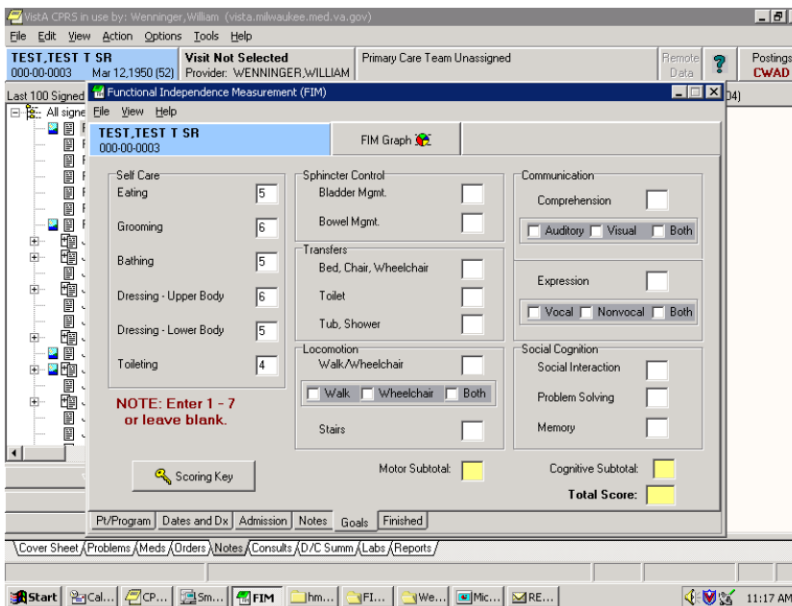 VistA CPRS in use by: Wenninger,William (vista.milwaukee.med.va.gov)
File Edit View Action Options Tools Help
TEST,TEST T SR Visit Not Selected Primary Care Team Unassigned Remote Data Postings
000-00-0003 Mar 12,1950 (52) Provider: WENNINGER,WILLIAM CWAD
Last 100 Signed Functional Independence Measurement (FIM) 04)
All signe File View Help
TEST,TEST T SR FIM Graph
000-00-0003
Self Care Sphincter Control Communication
Eating 5 Bladder Mgmt. Comprehension
Grooming 6 Bowel Mgmt. Auditory Visual Both
Bathing 5 Transfers
Bed, Chair, Wheelchair Expression
Dressing - Upper Body 6 Toilet Vocal Nonvocal Both
Dressing - Lower Body 5 Tub, Shower
Locomotion Social Cognition
Toileting 4 Walk/Wheelchair Social Interaction
NOTE: Enter 1 - 7 Walk Wheelchair Both Problem Solving
or leave blank. Stairs Memory
Scoring Key Motor Subtotal: Cognitive Subtotal:
Total Score:
Pt/Program Dates and Dx Admission Notes Goals Finished
Cover Sheet Problems Meds Orders Notes Consults D/C Summ Labs Reports
Start Cal... CP... Sm... FIM hm... FI... We... Mic... RE... 11:17 AM